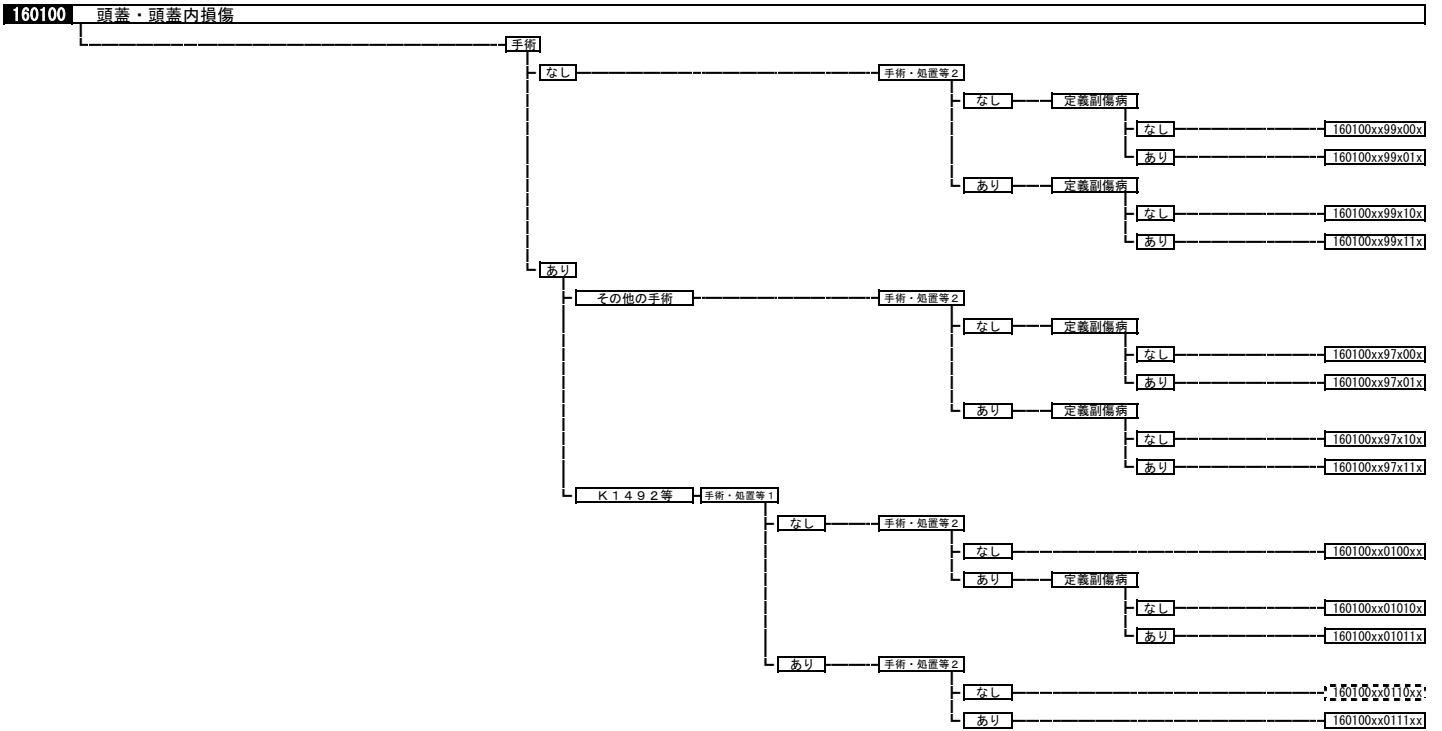 160100 頭蓋・頭蓋内損傷
手術
なし 手術・処置等２
なし 定義副傷病
なし 160100xx99x00x
あり 160100xx99x01x
あり 定義副傷病
なし 160100xx99x10x
あり 160100xx99x11x
あり
その他の手術 手術・処置等２
なし 定義副傷病
なし 160100xx97x00x
あり 160100xx97x01x
あり 定義副傷病
なし 160100xx97x10x
あり 160100xx97x11x
Ｋ１４９２等 手術・処置等１
なし 手術・処置等２
なし 160100xx0100xx
あり 定義副傷病
なし 160100xx01010x
あり 160100xx01011x
あり 手術・処置等２
なし 160100xx0110xx
あり 160100xx0111xx